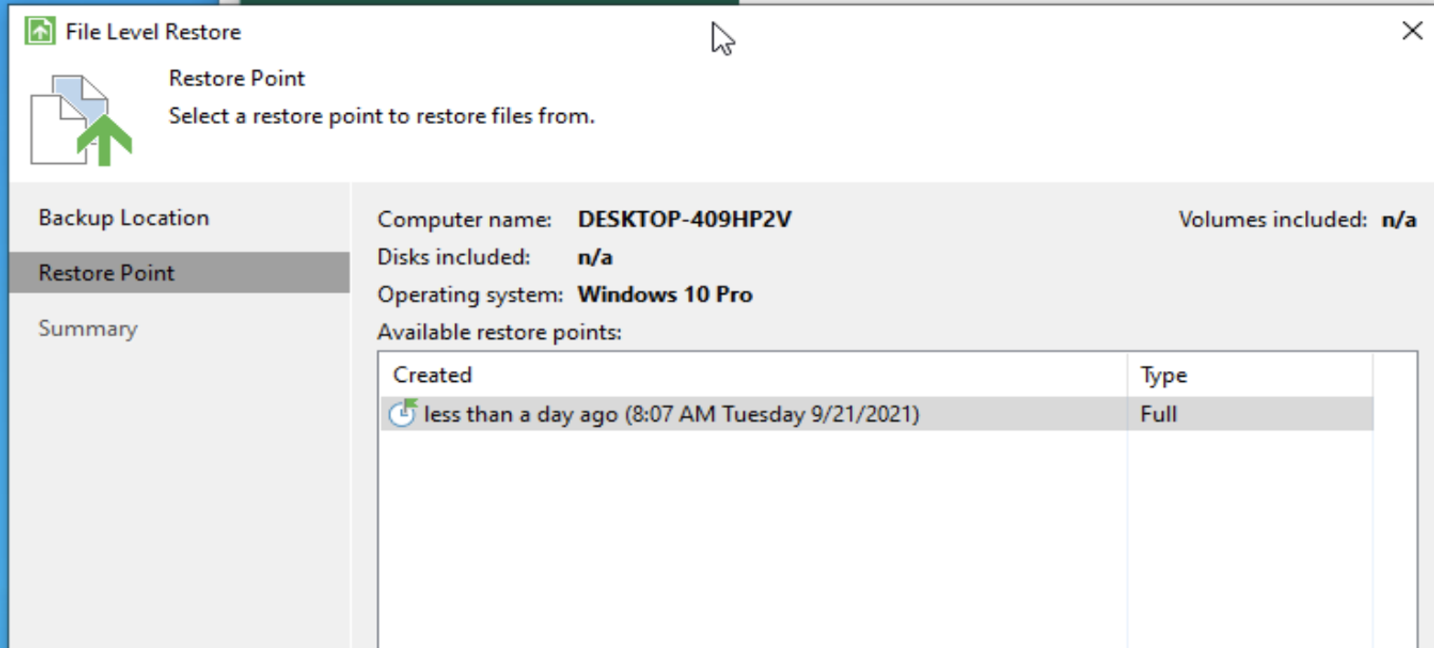 File Level Restore
Restore Point
Select a restore point to restore files from.
Backup Location
Restore Point
Summary
Computer name: DESKTOP-409HP2V Volumes included: n/a
Disks included: n/a
Operating system: Windows 10 Pro
Available restore points:
Created Type
less than a day ago (8:07 AM Tuesday 9/21/2021) Full